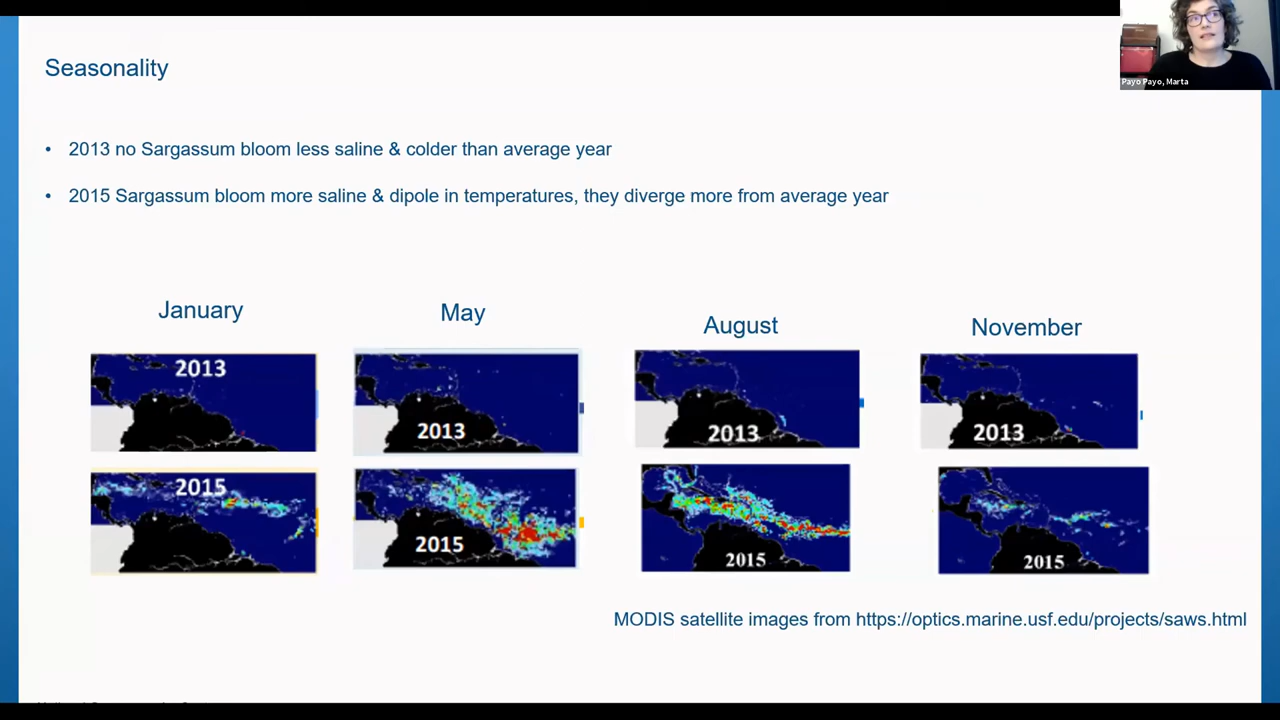 Payo Payo, Marta
Seasonality
• 2013 no Sargassum bloom less saline & colder than average year
• 2015 Sargassum bloom more saline & dipole in temperatures, they diverge more from average year
January
May
August
November
2013
2013
2013
2013
2015
2015
2015
2015
MODIS satellite images from https://optics.marine.usf.edu/projects/saws.html